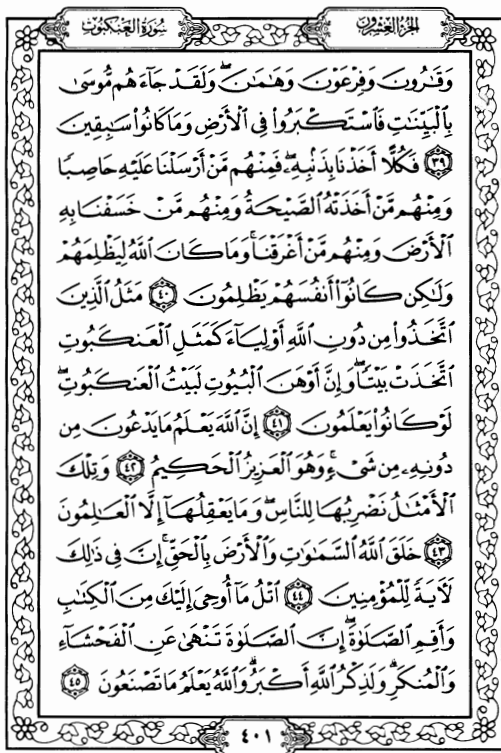 الجزء العشرون
سورة العنكبوت
وَقَٰرُونَ وَفِرْعَوْنَ وَهَٰمَٰنَ ۖ وَلَقَدْ جَآءَهُم مُّوسَىٰ
بِٱلْبَيِّنَٰتِ فَٱسْتَكْبَرُوا۟ فِى ٱلْأَرْضِ وَمَا كَانُوا۟ سَٰبِقِينَ
﴿٣٩﴾ فَكُلًّا أَخَذْنَا بِذَنۢبِهِۦ ۖ فَمِنْهُم مَّنْ أَرْسَلْنَا عَلَيْهِ حَاصِبًا
وَمِنْهُم مَّنْ أَخَذَتْهُ ٱلصَّيْحَةُ وَمِنْهُم مَّنْ خَسَفْنَا بِهِ
ٱلْأَرْضَ وَمِنْهُم مَّنْ أَغْرَقْنَا ۚ وَمَا كَانَ ٱللَّهُ لِيَظْلِمَهُمْ
وَلَٰكِن كَانُوٓا۟ أَنفُسَهُمْ يَظْلِمُونَ ﴿٤٠﴾ مَثَلُ ٱلَّذِينَ
ٱتَّخَذُوا۟ مِن دُونِ ٱللَّهِ أَوْلِيَآءَ كَمَثَلِ ٱلْعَنكَبُوتِ
ٱتَّخَذَتْ بَيْتًا ۖ وَإِنَّ أَوْهَنَ ٱلْبُيُوتِ لَبَيْتُ ٱلْعَنكَبُوتِ ۖ
لَوْ كَانُوا۟ يَعْلَمُونَ ﴿٤١﴾ إِنَّ ٱللَّهَ يَعْلَمُ مَا يَدْعُونَ مِن
دُونِهِۦ مِن شَىْءٍ ۚ وَهُوَ ٱلْعَزِيزُ ٱلْحَكِيمُ ﴿٤٢﴾ وَتِلْكَ
ٱلْأَمْثَٰلُ نَضْرِبُهَا لِلنَّاسِ ۖ وَمَا يَعْقِلُهَآ إِلَّا ٱلْعَٰلِمُونَ
﴿٤٣﴾ خَلَقَ ٱللَّهُ ٱلسَّمَٰوَٰتِ وَٱلْأَرْضَ بِٱلْحَقِّ ۚ إِنَّ فِى ذَٰلِكَ
لَءَايَةً لِّلْمُؤْمِنِينَ ﴿٤٤﴾ ٱتْلُ مَآ أُوحِىَ إِلَيْكَ مِنَ ٱلْكِتَٰبِ
وَأَقِمِ ٱلصَّلَوٰةَ ۖ إِنَّ ٱلصَّلَوٰةَ تَنْهَىٰ عَنِ ٱلْفَحْشَآءِ
وَٱلْمُنكَرِ ۗ وَلَذِكْرُ ٱللَّهِ أَكْبَرُ ۗ وَٱللَّهُ يَعْلَمُ مَا تَصْنَعُونَ ﴿٤٥﴾
٤٠١